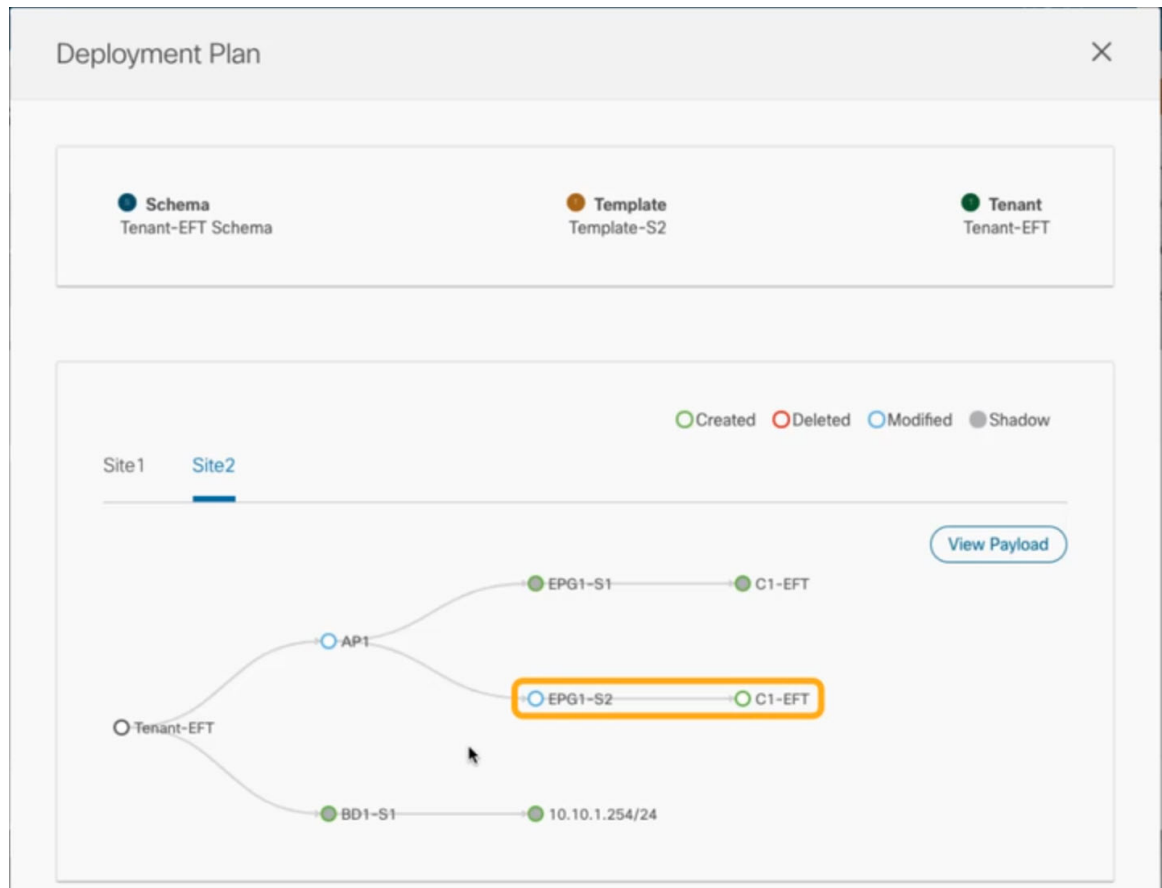 Deployment Plan
Schema
Tenant-EFT Schema
Template
Template-S2
Tenant
Tenant-EFT
Created Deleted Modified Shadow
Site1 Site2
View Payload
EPG1-S1 C1-EFT
AP1
EPG1-S2 C1-EFT
Tenant-EFT
BD1-S1 10.10.1.254/24